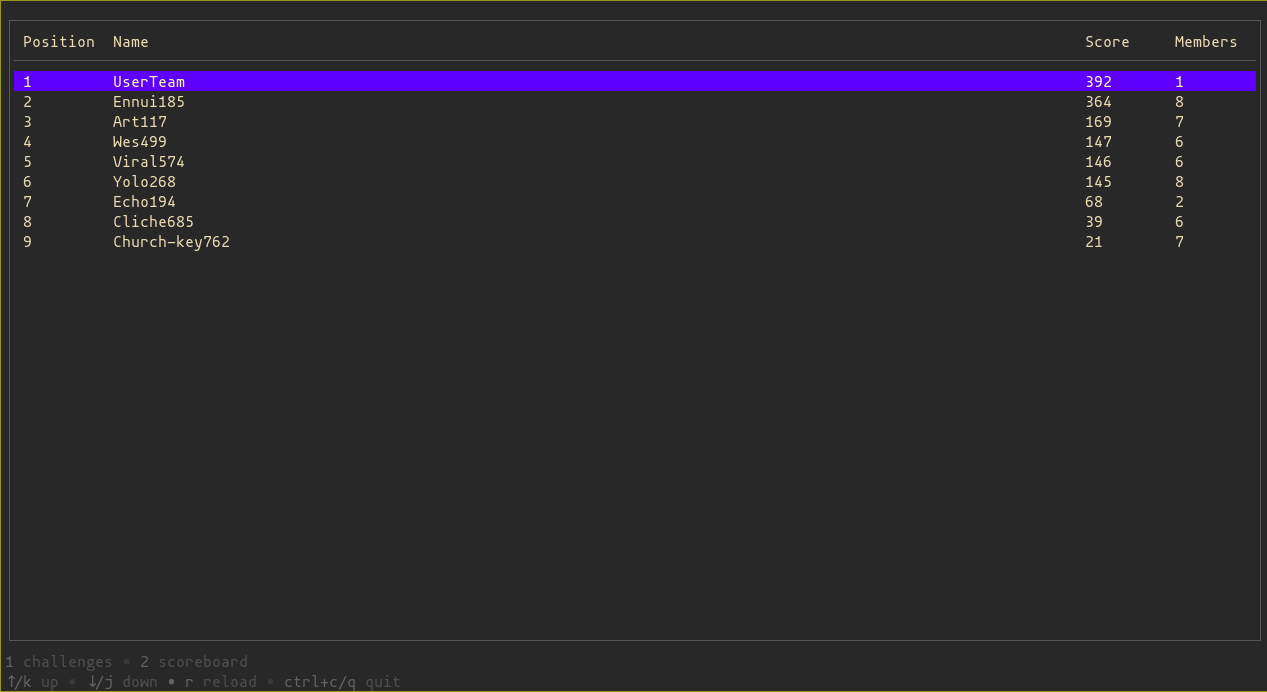 Position Name Score Members
1 UserTeam 392 1
2 Ennui185 364 8
3 Art117 169 7
4 Wes499 147 6
5 Viral574 146 6
6 Yolo268 145 8
7 Echo194 68 2
8 Cliche685 39 6
9 Church-key762 21 7
1 challenges • 2 scoreboard
↑/k up • ↓/j down • r reload • ctrl+c/q quit